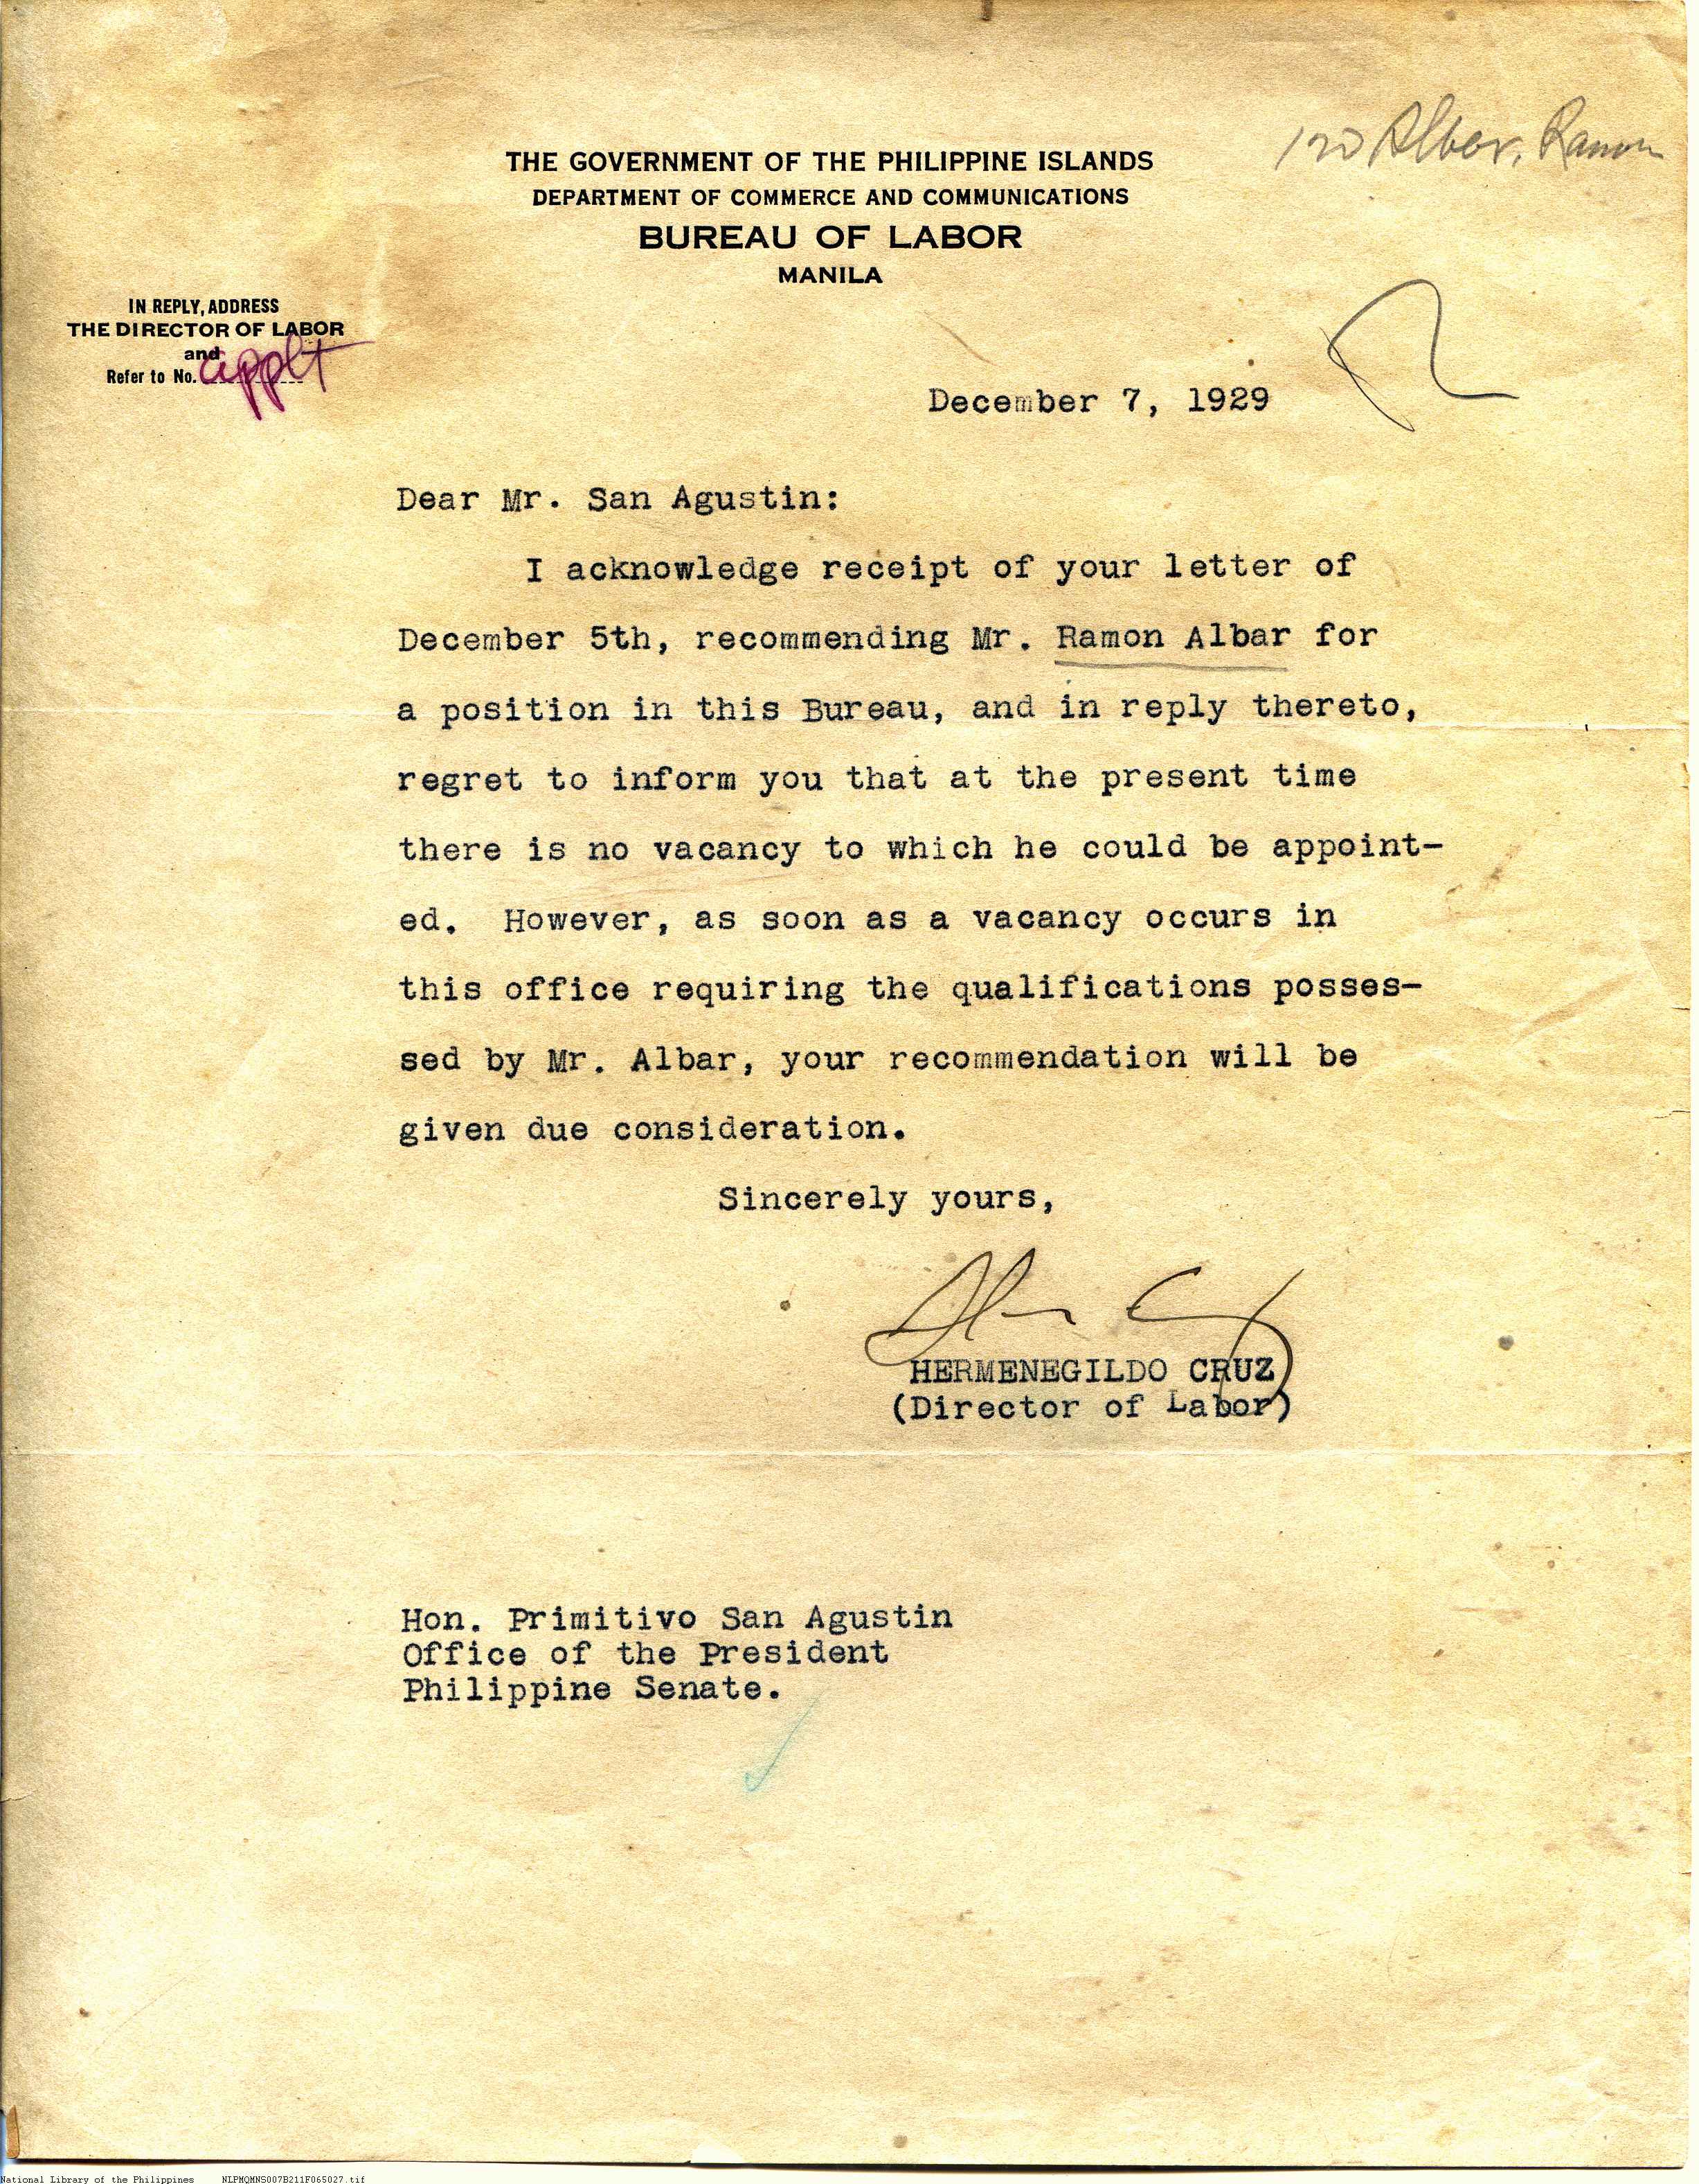 Albar, Ramon
THE GOVERNMENT OF THE PHILIPPINE ISLANDS
DEPARTMENT OF COMMERCE AND COMMUNICATIONS
BUREAU OF LABOR
MANILA
IN REPLY, ADDRESS
THE DIRECTOR OF LABOR
and
Refer to No. applt
December 7, 1929
Dear Mr. San Agustin:
I acknowledge receipt of your letter of
December 5th, recommending Mr. Ramon Albar for
a position in this Bureau, and in reply thereto,
regret to inform you that at the present time
there is no vacancy to which he could be appoint-
ed. However, as soon as a vacancy occurs in
this office requiring the qualifications posses-
sed by Mr. Albar, your recommendation will be
given due consideration.
Sincerely yours,
HERMENEGILDO CRUZ
(Director of Labor)
Hon. Primitivo San Agustin
Office of the President
Philippine Senate.
National Library of the Philippines NLPMQMNS007B211F065027.tif